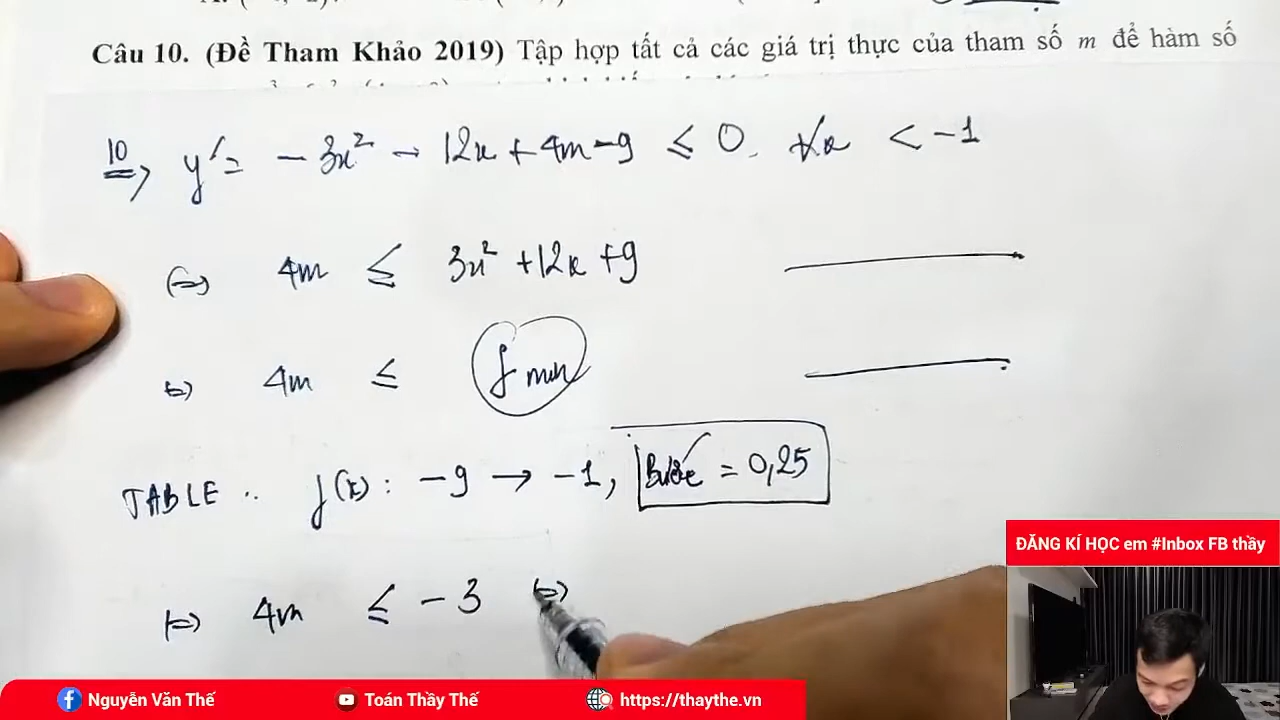 Câu 10. (Đề Tham Khảo 2019) Tập hợp tất cả các giá trị thực của tham số m để hàm số
10 => y' = - 3x² - 12x + 4m - 9 ≤ 0. ∀x < -1
(=) 4m ≤ 3x² + 12x + 9
(=) 4m ≤ f min
TABLE : f(x): -9 → -1, Bước = 0,25
(=) 4m ≤ -3 (=)
ĐĂNG KÍ HỌC em #Inbox FB thầy
Nguyễn Văn Thế
Toán Thầy Thế
https://thaythe.vn